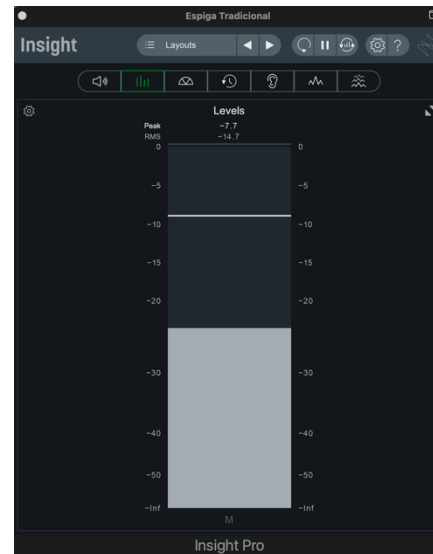 Espiga Tradicional
Insight
Layouts
?
Levels
Peak -7.7
RMS -14.7
0 0
-5 -5
-10 -10
-15 -15
-20 -20
-30 -30
-40 -40
-50 -50
-Inf -Inf
M
Insight Pro